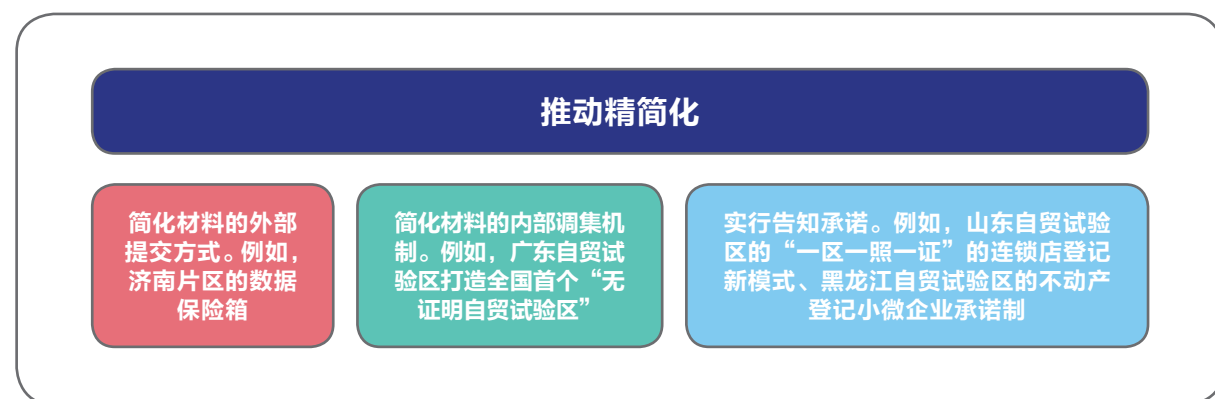 推动精简化
简化材料的外部
提交方式。例如，
济南片区的数据
保险箱
简化材料的内部调集机
制。例如，广东自贸试
验区打造全国首个“无
证明自贸试验区”
实行告知承诺。例如，山东自贸试验
区的“一区一照一证”的连锁店登记
新模式、黑龙江自贸试验区的不动产
登记小微企业承诺制